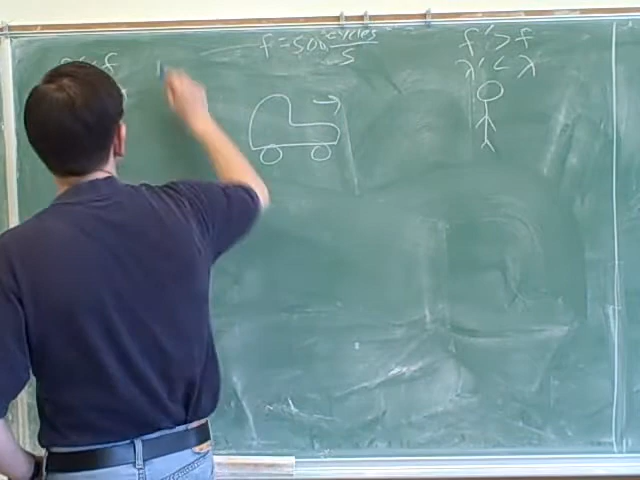 f = 500 cycles/s
f' > f
λ' < λ